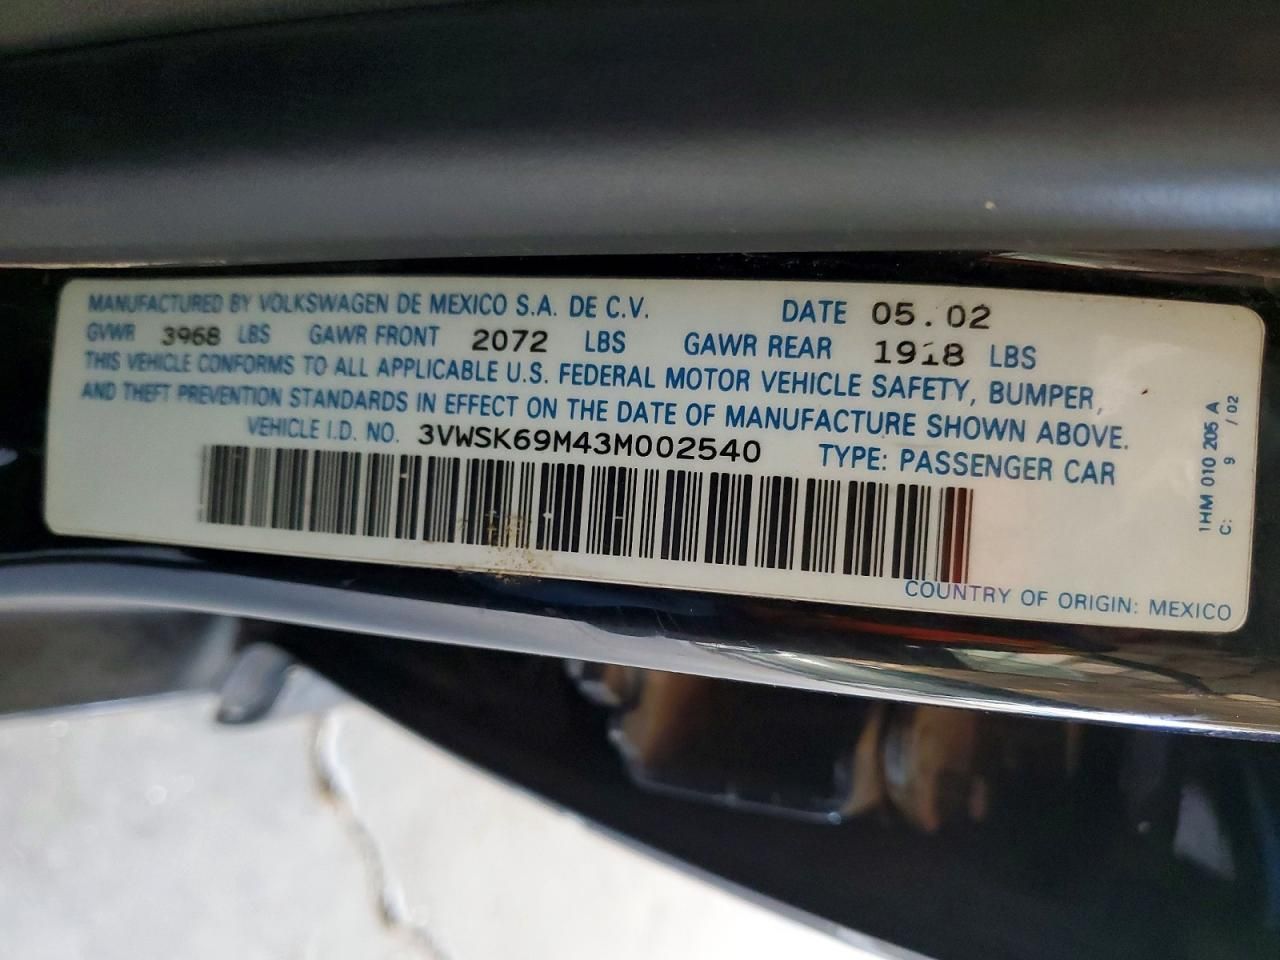 MANUFACTURED BY VOLKSWAGEN DE MEXICO S.A. DE C.V. DATE 05.02
GVWR 3968 LBS GAWR FRONT 2072 LBS GAWR REAR 1918 LBS
THIS VEHICLE CONFORMS TO ALL APPLICABLE U.S. FEDERAL MOTOR VEHICLE SAFETY, BUMPER,
AND THEFT PREVENTION STANDARDS IN EFFECT ON THE DATE OF MANUFACTURE SHOWN ABOVE.
VEHICLE I.D. NO. 3VWSK69M43M002540 TYPE: PASSENGER CAR
COUNTRY OF ORIGIN: MEXICO
1HM 010 205 A
C: 9 / 02